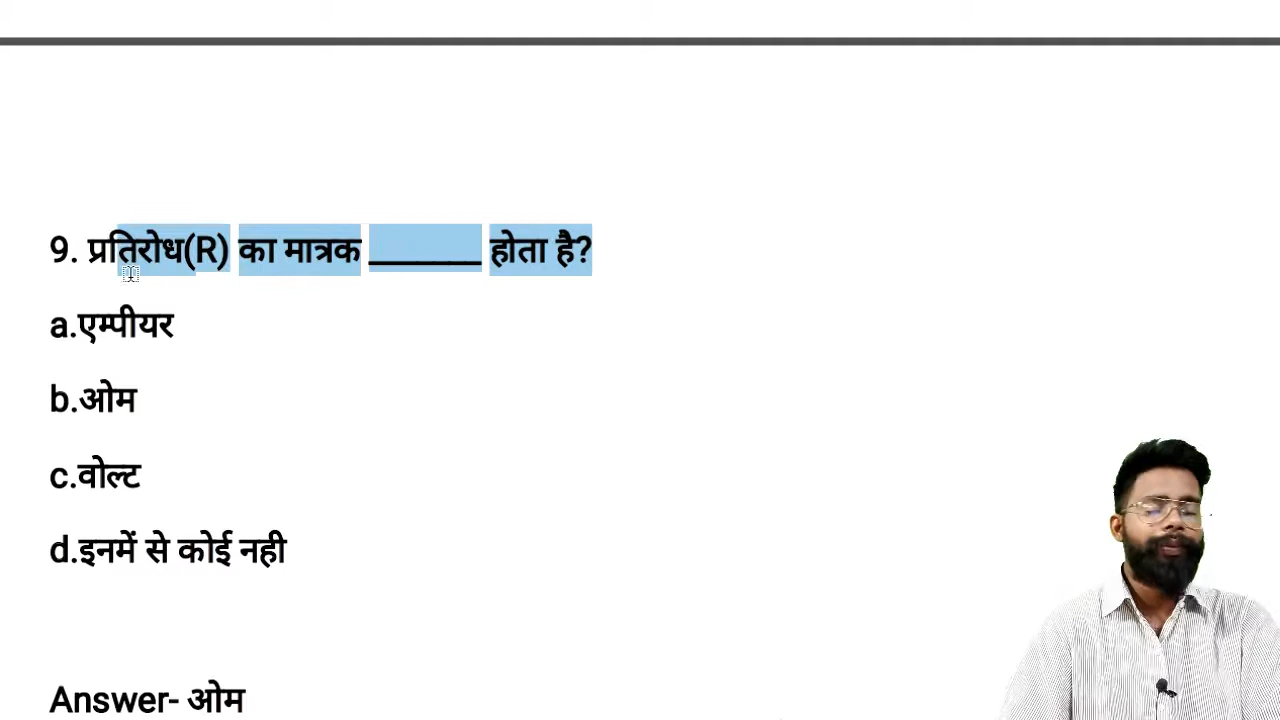 9. प्रतिरोध(R) का मात्रक _______ होता है?
a.एम्पीयर
b.ओम
c.वोल्ट
d.इनमें से कोई नही
Answer- ओम